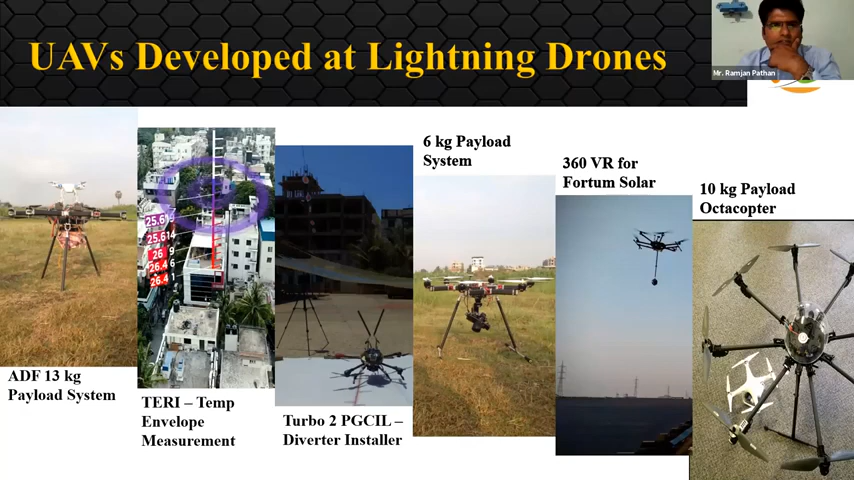 UAVs Developed at Lightning Drones
Mr. Ramjan Pathan
6 kg Payload
System
360 VR for
Fortum Solar
10 kg Payload
Octacopter
25.6
25.6
26
26.4
26.4
ADF 13 kg
Payload System
TERI – Temp
Envelope
Measurement
Turbo 2 PGCIL –
Diverter Installer